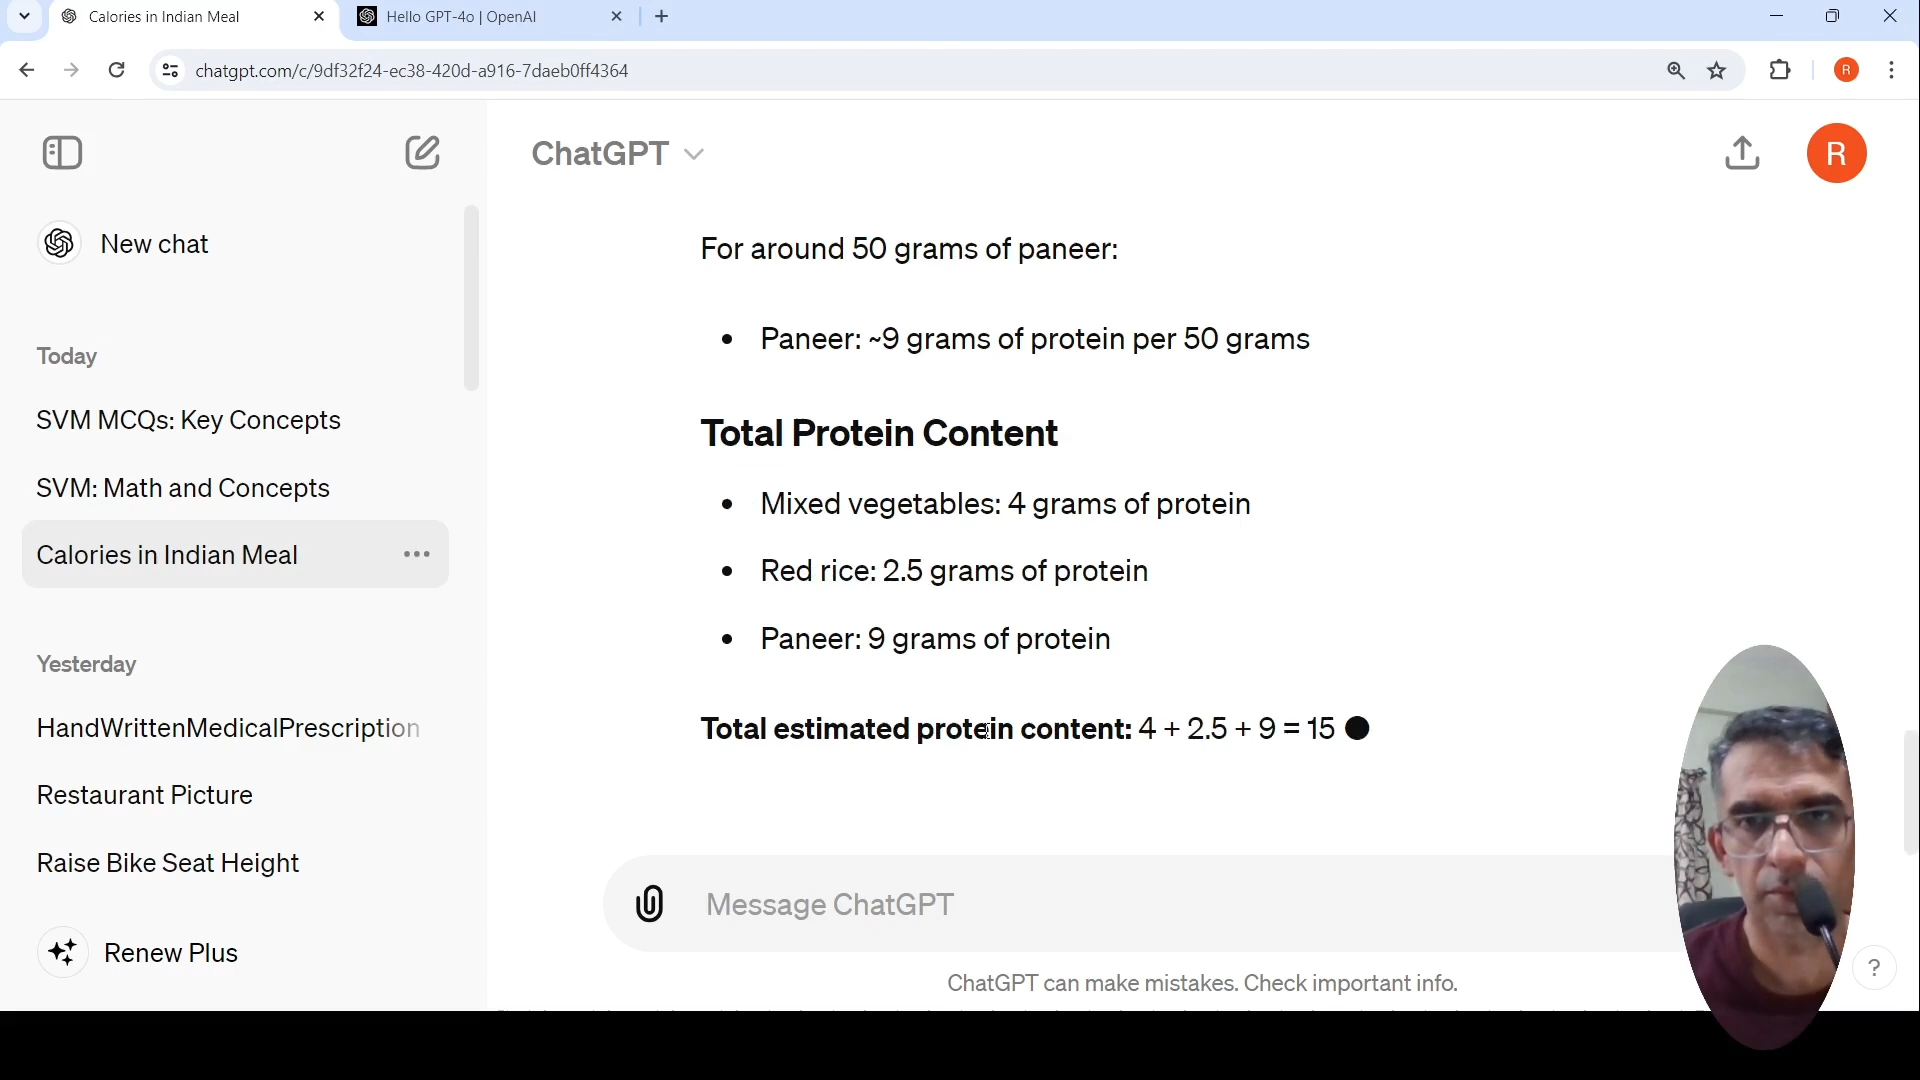 Calories in Indian Meal
Hello GPT-4o | OpenAI
chatgpt.com/c/9df32f24-ec38-420d-a916-7daeb0ff4364
R
ChatGPT
R
New chat
Today
SVM MCQs: Key Concepts
SVM: Math and Concepts
Calories in Indian Meal
Yesterday
HandWrittenMedicalPrescription
Restaurant Picture
Raise Bike Seat Height
Renew Plus
For around 50 grams of paneer:
• Paneer: ~9 grams of protein per 50 grams
Total Protein Content
• Mixed vegetables: 4 grams of protein
• Red rice: 2.5 grams of protein
• Paneer: 9 grams of protein
Total estimated protein content: 4 + 2.5 + 9 = 15
Message ChatGPT
ChatGPT can make mistakes. Check important info.
?